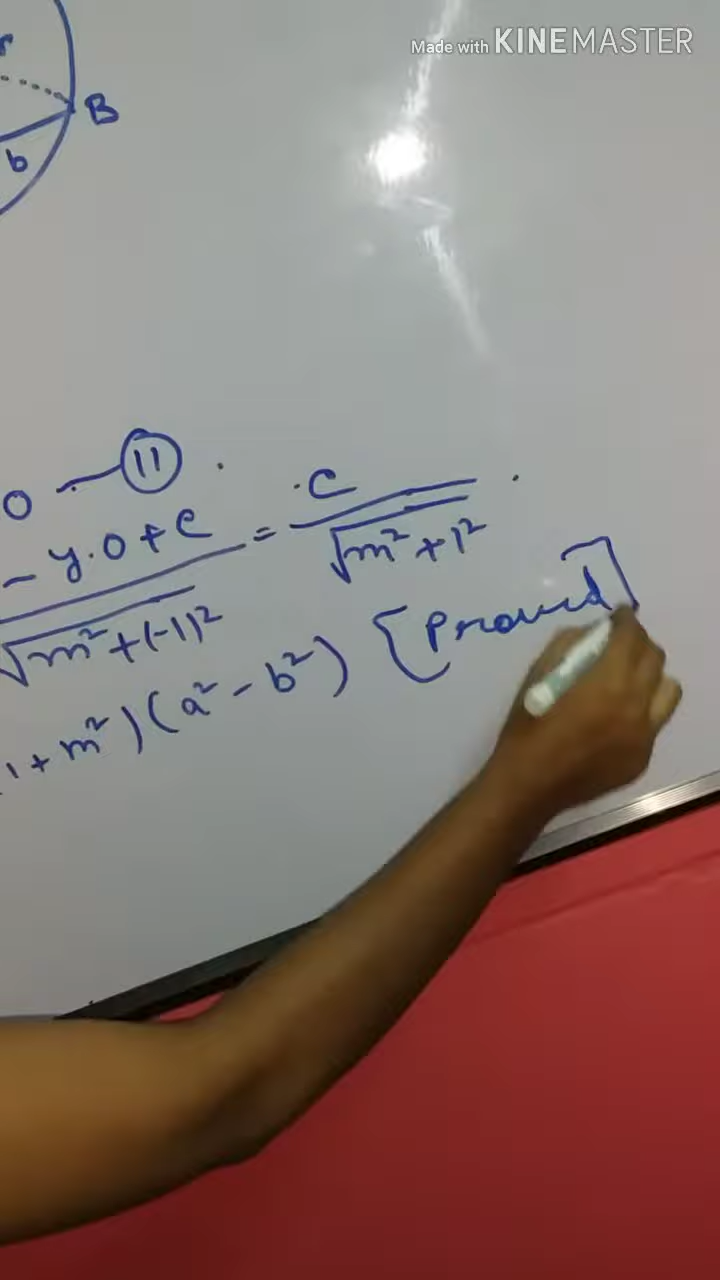 Made with KINEMASTER
r
B
b
0 — (11)
- y.0 + c / √m² + (-1)² = c / √m² + 1²
1 + m²) (a² - b²) [Proved]